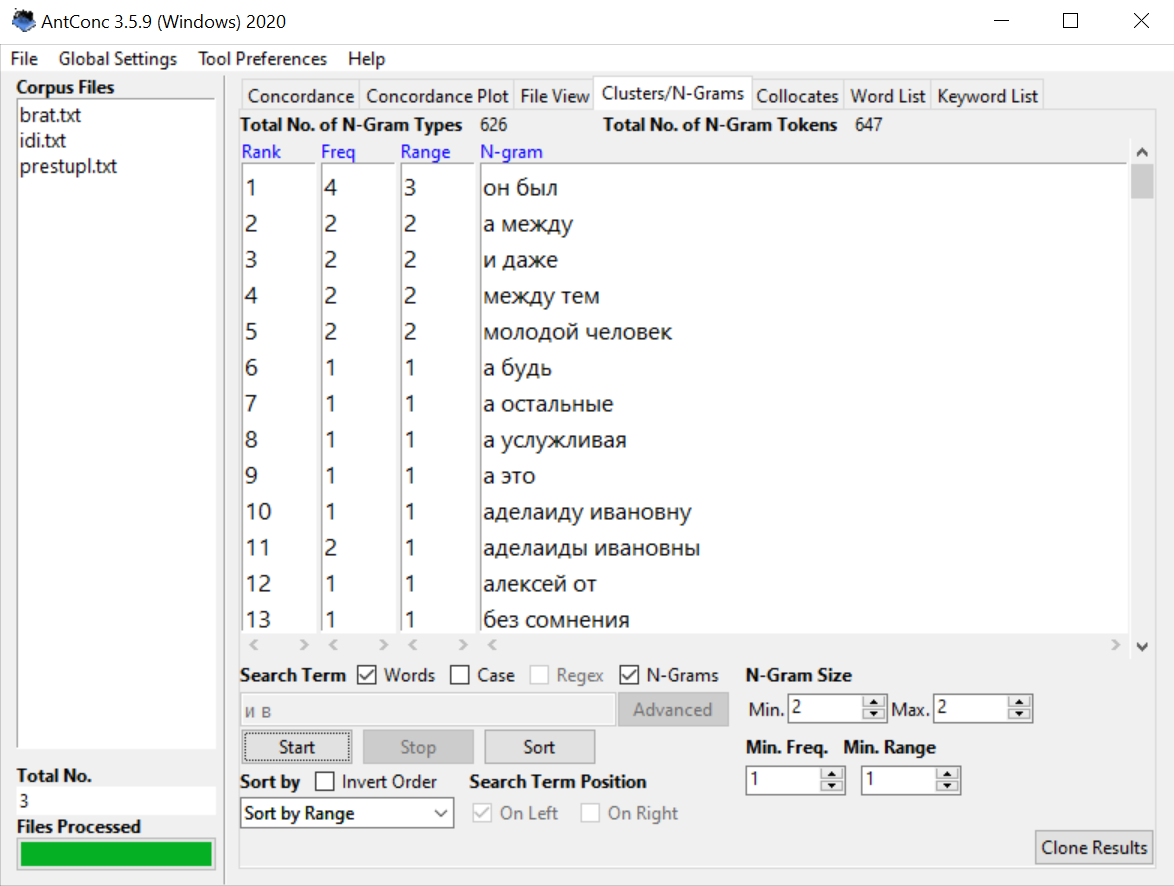 AntConc 3.5.9 (Windows) 2020
File Global Settings Tool Preferences Help
Corpus Files
brat.txt
idi.txt
prestupl.txt
Total No.
3
Files Processed
Concordance Concordance Plot File View Clusters/N-Grams Collocates Word List Keyword List
Total No. of N-Gram Types 626 Total No. of N-Gram Tokens 647
Rank Freq Range N-gram
1 4 3 он был
2 2 2 а между
3 2 2 и даже
4 2 2 между тем
5 2 2 молодой человек
6 1 1 а будь
7 1 1 а остальные
8 1 1 а услужливая
9 1 1 а это
10 1 1 аделаиду ивановну
11 2 1 аделаиды ивановны
12 1 1 алексей от
13 1 1 без сомнения
Search Term Words Case Regex N-Grams N-Gram Size
и в Advanced Min. 2 Max. 2
Start Stop Sort Min. Freq. Min. Range
Sort by Invert Order Search Term Position 1 1
Sort by Range On Left On Right
Clone Results